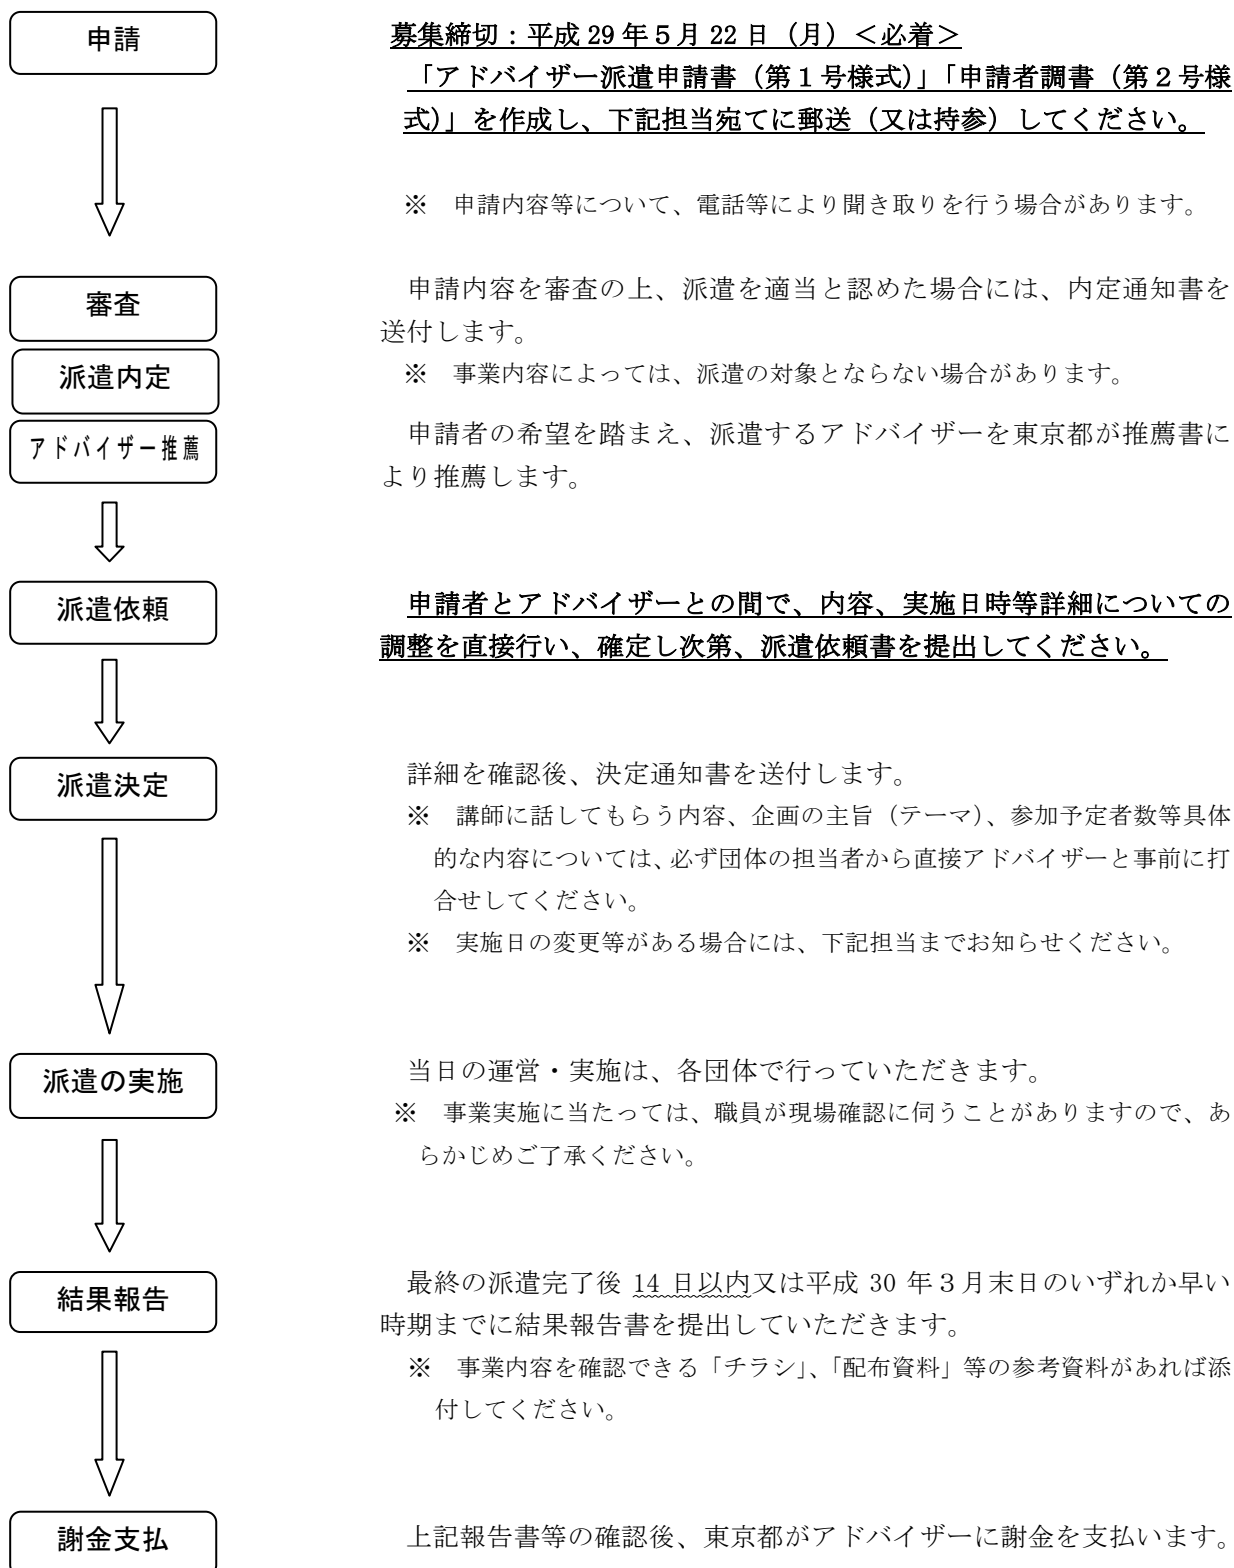 申請
募集締切：平成 29 年５月 22 日（月）＜必着＞
「アドバイザー派遣申請書（第１号様式）」「申請者調書（第２号様
式）」を作成し、下記担当宛てに郵送（又は持参）してください。
※　申請内容等について、電話等により聞き取りを行う場合があります。
審査
申請内容を審査の上、派遣を適当と認めた場合には、内定通知書を
送付します。
派遣内定
※　事業内容によっては、派遣の対象とならない場合があります。
アドバイザー推薦
申請者の希望を踏まえ、派遣するアドバイザーを東京都が推薦書に
より推薦します。
派遣依頼
申請者とアドバイザーとの間で、内容、実施日時等詳細についての
調整を直接行い、確定し次第、派遣依頼書を提出してください。
派遣決定
詳細を確認後、決定通知書を送付します。
※　講師に話してもらう内容、企画の主旨（テーマ）、参加予定者数等具体
的な内容については、必ず団体の担当者から直接アドバイザーと事前に打
合せしてください。
※　実施日の変更等がある場合には、下記担当までお知らせください。
派遣の実施
当日の運営・実施は、各団体で行っていただきます。
※　事業実施に当たっては、職員が現場確認に伺うことがありますので、あ
らかじめご了承ください。
結果報告
最終の派遣完了後 14 日以内又は平成 30 年３月末日のいずれか早い
時期までに結果報告書を提出していただきます。
※　事業内容を確認できる「チラシ」、「配布資料」等の参考資料があれば添
付してください。
謝金支払
上記報告書等の確認後、東京都がアドバイザーに謝金を支払います。